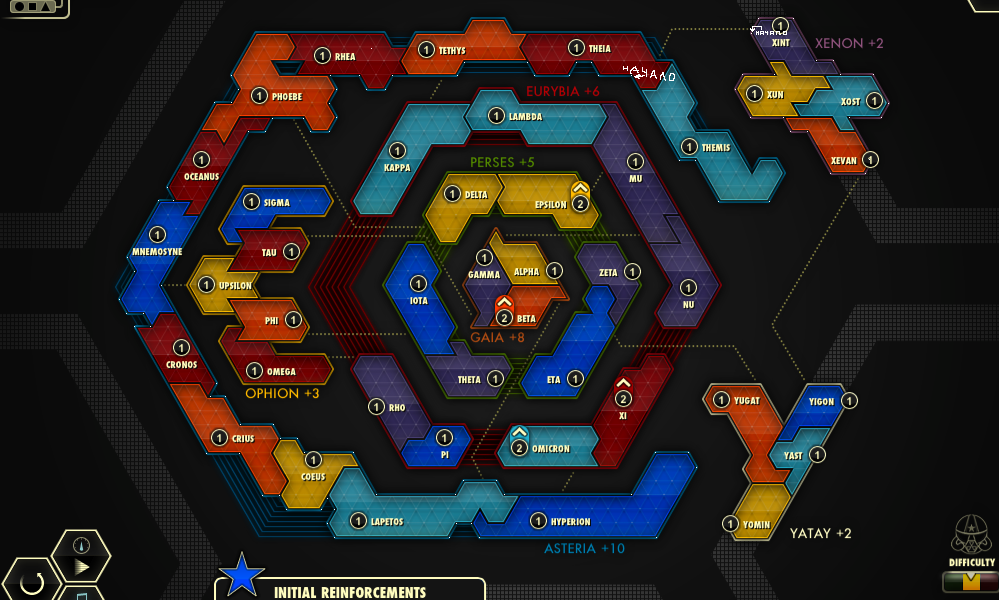 XINT
1
XENON +2
RHEA
1
TETHYS
1
THEIA
1
EURYBIA +6
PHOEBE
1
LAMBDA
1
XUN
1
XOST
1
THEMIS
1
XEVAN
1
OCEANUS
1
KAPPA
1
PERSES +5
MU
1
SIGMA
1
DELTA
1
EPSILON
2
MNEMOSYNE
1
TAU
1
GAMMA
1
ALPHA
1
ZETA
1
UPSILON
1
IOTA
1
NU
1
PHI
1
BETA
2
GAIA +8
CRONOS
1
OMEGA
1
OPHION +3
THETA
1
ETA
1
RHO
1
XI
2
YUGAT
1
YIGON
1
CRIUS
1
PI
1
OMICRON
2
COEUS
1
YAST
1
LAPETOS
1
HYPERION
1
YOMIN
1
YATAY +2
ASTERIA +10
DIFFICULTY
INITIAL REINFORCEMENTS